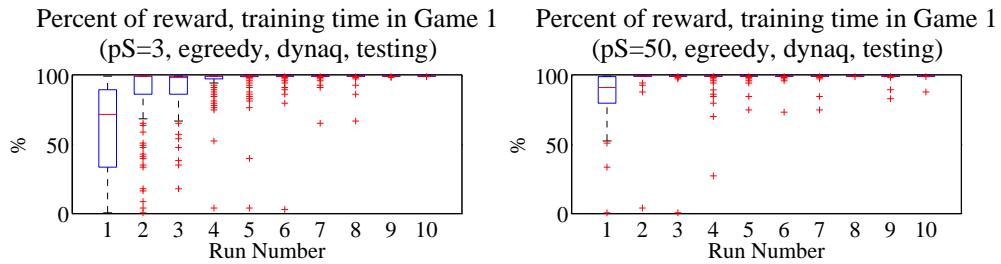 Percent of reward, training time in Game 1
(pS=3, egreedy, dynaq, testing)
100
50
0
%
1 2 3 4 5 6 7 8 9 10
Run Number
Percent of reward, training time in Game 1
(pS=50, egreedy, dynaq, testing)
100
50
0
%
1 2 3 4 5 6 7 8 9 10
Run Number